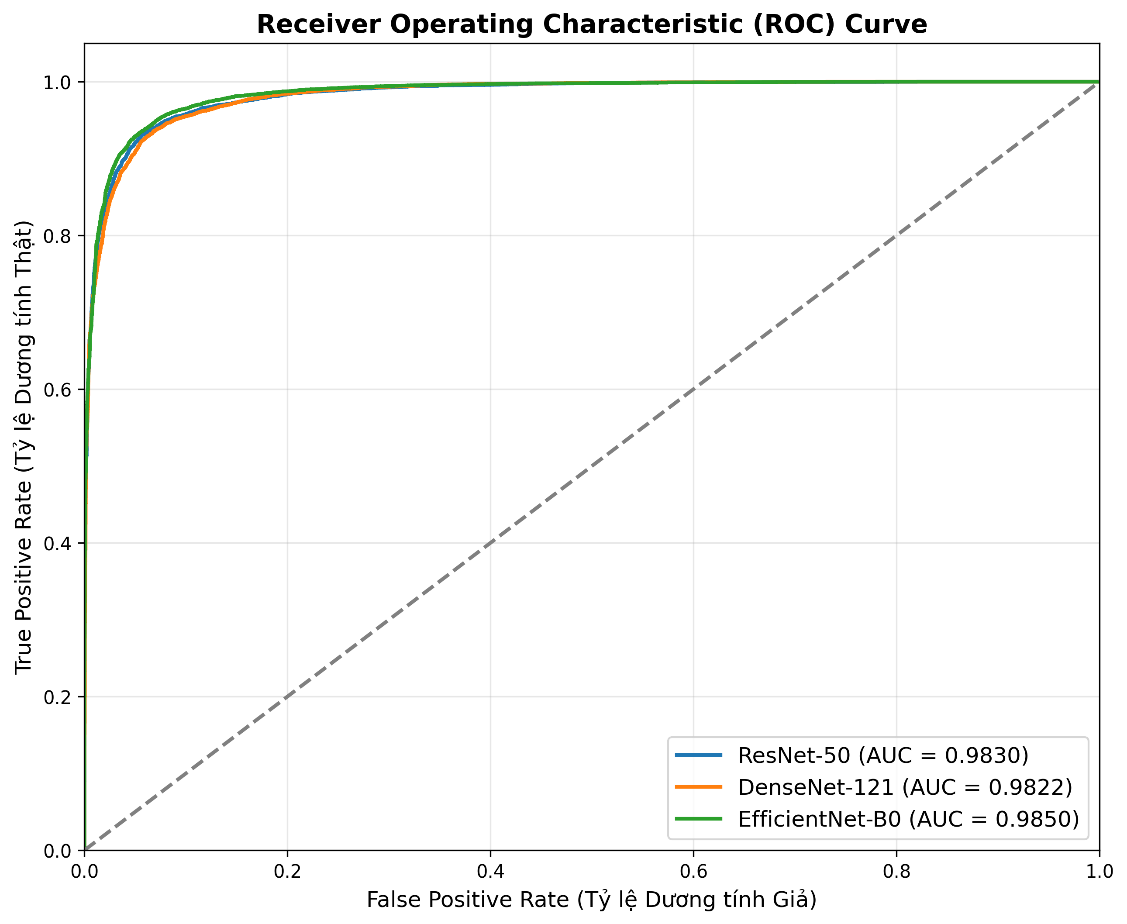 Receiver Operating Characteristic (ROC) Curve
True Positive Rate (Tỷ lệ Dương tính Thật)
1.0
0.8
0.6
0.4
0.2
0.0
ResNet-50 (AUC = 0.9830)
DenseNet-121 (AUC = 0.9822)
EfficientNet-B0 (AUC = 0.9850)
0.0 0.2 0.4 0.6 0.8 1.0
False Positive Rate (Tỷ lệ Dương tính Giả)